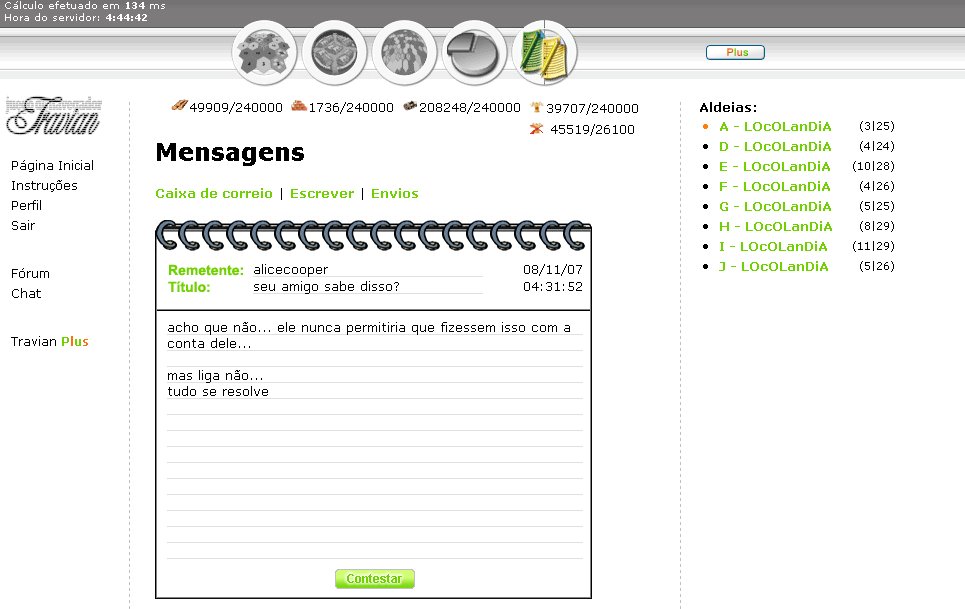 Cálculo efetuado em 134 ms
Hora do servidor: 4:44:42
Plus
Travian
49909/240000 1736/240000 208248/240000 39707/240000
45519/26100
Página Inicial
Instruções
Perfil
Sair
Fórum
Chat
Travian Plus
Mensagens
Caixa de correio | Escrever | Envios
Remetente: alicecooper 08/11/07
Título: seu amigo sabe disso? 04:31:52
acho que não... ele nunca permitiria que fizessem isso com a
conta dele...
mas liga não...
tudo se resolve
Contestar
Aldeias:
A - LOcOLanDiA (3|25)
D - LOcOLanDiA (4|24)
E - LOcOLanDiA (10|28)
F - LOcOLanDiA (4|26)
G - LOcOLanDiA (5|25)
H - LOcOLanDiA (8|29)
I - LOcOLanDiA (11|29)
J - LOcOLanDiA (5|26)